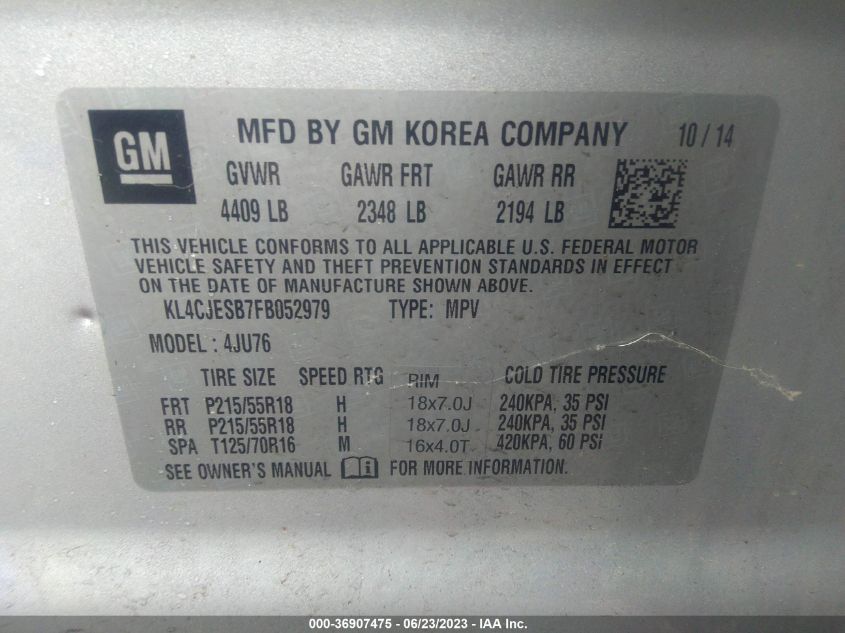 GM
MFD BY GM KOREA COMPANY 10 / 14
GVWR GAWR FRT GAWR RR
4409 LB 2348 LB 2194 LB
THIS VEHICLE CONFORMS TO ALL APPLICABLE U.S. FEDERAL MOTOR
VEHICLE SAFETY AND THEFT PREVENTION STANDARDS IN EFFECT
ON THE DATE OF MANUFACTURE SHOWN ABOVE.
KL4CJESB7FB052979 TYPE: MPV
MODEL : 4JU76
TIRE SIZE SPEED RTG RIM COLD TIRE PRESSURE
FRT P215/55R18 H 18x7.0J 240KPA, 35 PSI
RR P215/55R18 H 18x7.0J 240KPA, 35 PSI
SPA T125/70R16 M 16x4.0T 420KPA, 60 PSI
SEE OWNER'S MANUAL FOR MORE INFORMATION.
000-36907475 - 06/23/2023 - IAA Inc.